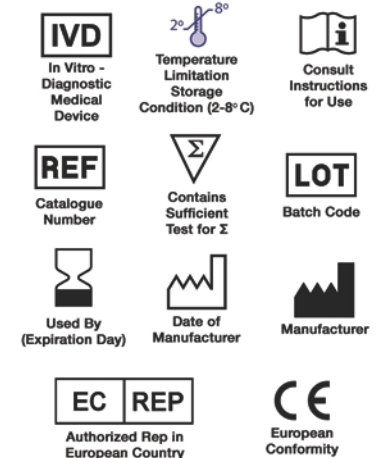 IVD
In Vitro -
Diagnostic
Medical
Device
2° 8°
Temperature
Limitation
Storage
Condition (2-8° C)
i
Consult
Instructions
for Use
REF
Catalogue
Number
Σ
Contains
Sufficient
Test for Σ
LOT
Batch Code
Used By
(Expiration Day)
Date of
Manufacturer
Manufacturer
EC REP
Authorized Rep in
European Country
CE
European
Conformity